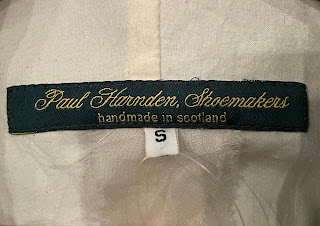 Paul Harnden, Shoemakers
handmade in scotland
S